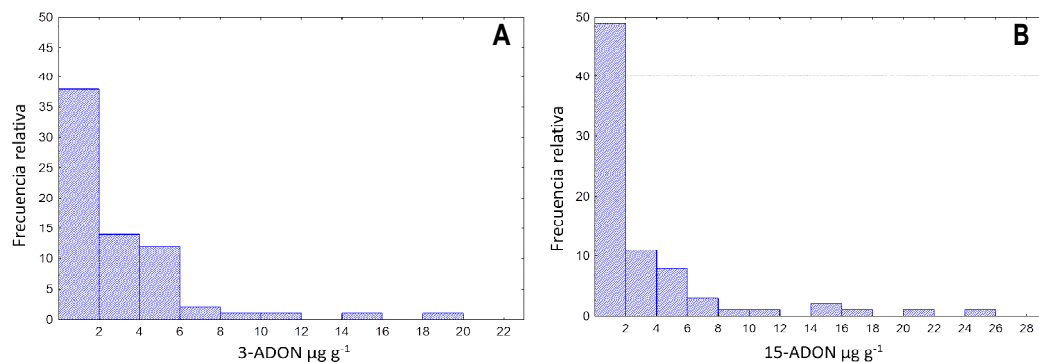 A
50
45
40
35
30
25
20
15
10
5
0
Frecuencia relativa
2 4 6 8 10 12 14 16 18 20 22
3-ADON µg g-1
B
50
40
30
20
10
0
Frecuencia relativa
2 4 6 8 10 12 14 16 18 20 22 24 26 28
15-ADON µg g-1